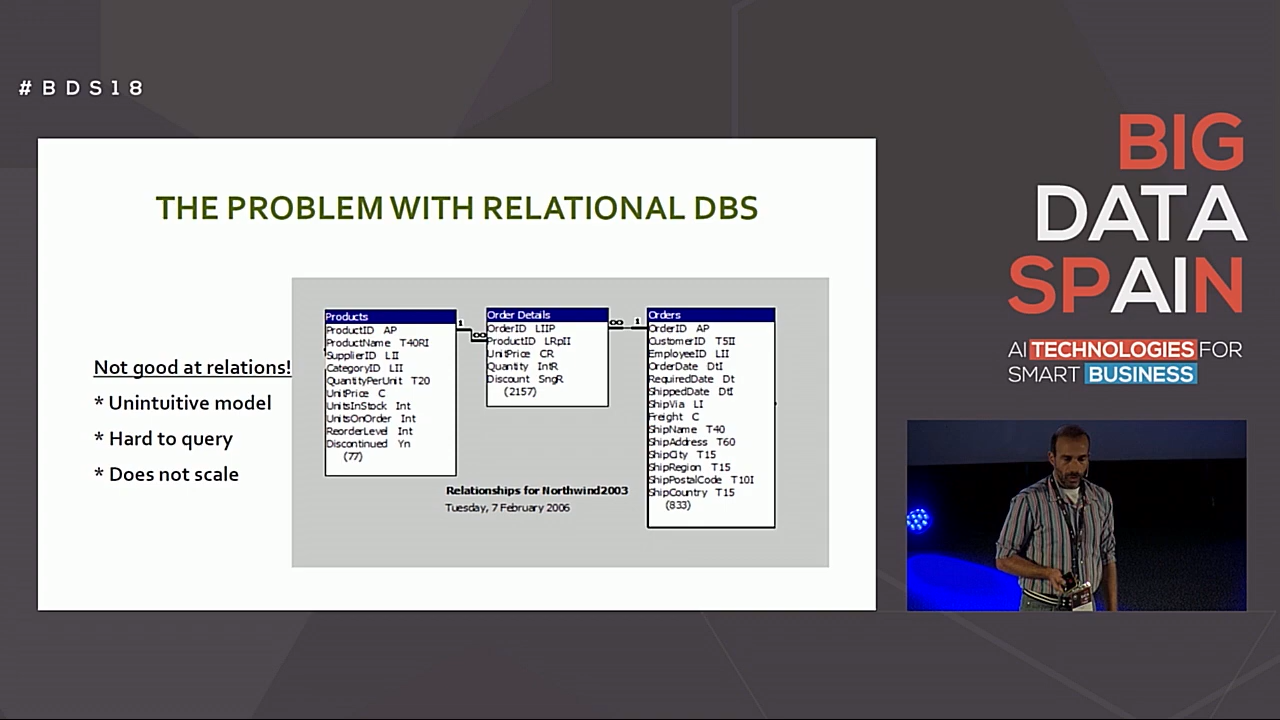 #BDS18
BIG
DATA
SPAIN
AI TECHNOLOGIES FOR
SMART BUSINESS
THE PROBLEM WITH RELATIONAL DBS
Not good at relations!
* Unintuitive model
* Hard to query
* Does not scale
Products
ProductID AP
ProductName T40RI
SupplierID LII
CategoryID LII
QuantityPerUnit T20
UnitPrice C
UnitsInStock Int
UnitsOnOrder Int
ReorderLevel Int
Discontinued Yn
(77)
1
∞
Order Details
OrderID LIIP
ProductID LRpII
UnitPrice CR
Quantity IntR
Discount SngR
(2157)
∞
1
Orders
OrderID AP
CustomerID T5II
EmployeeID LII
OrderDate DtI
RequiredDate Dt
ShippedDate DtI
ShipVia LI
Freight C
ShipName T40
ShipAddress T60
ShipCity T15
ShipRegion T15
ShipPostalCode T10I
ShipCountry T15
(833)
Relationships for Northwind2003
Tuesday, 7 February 2006